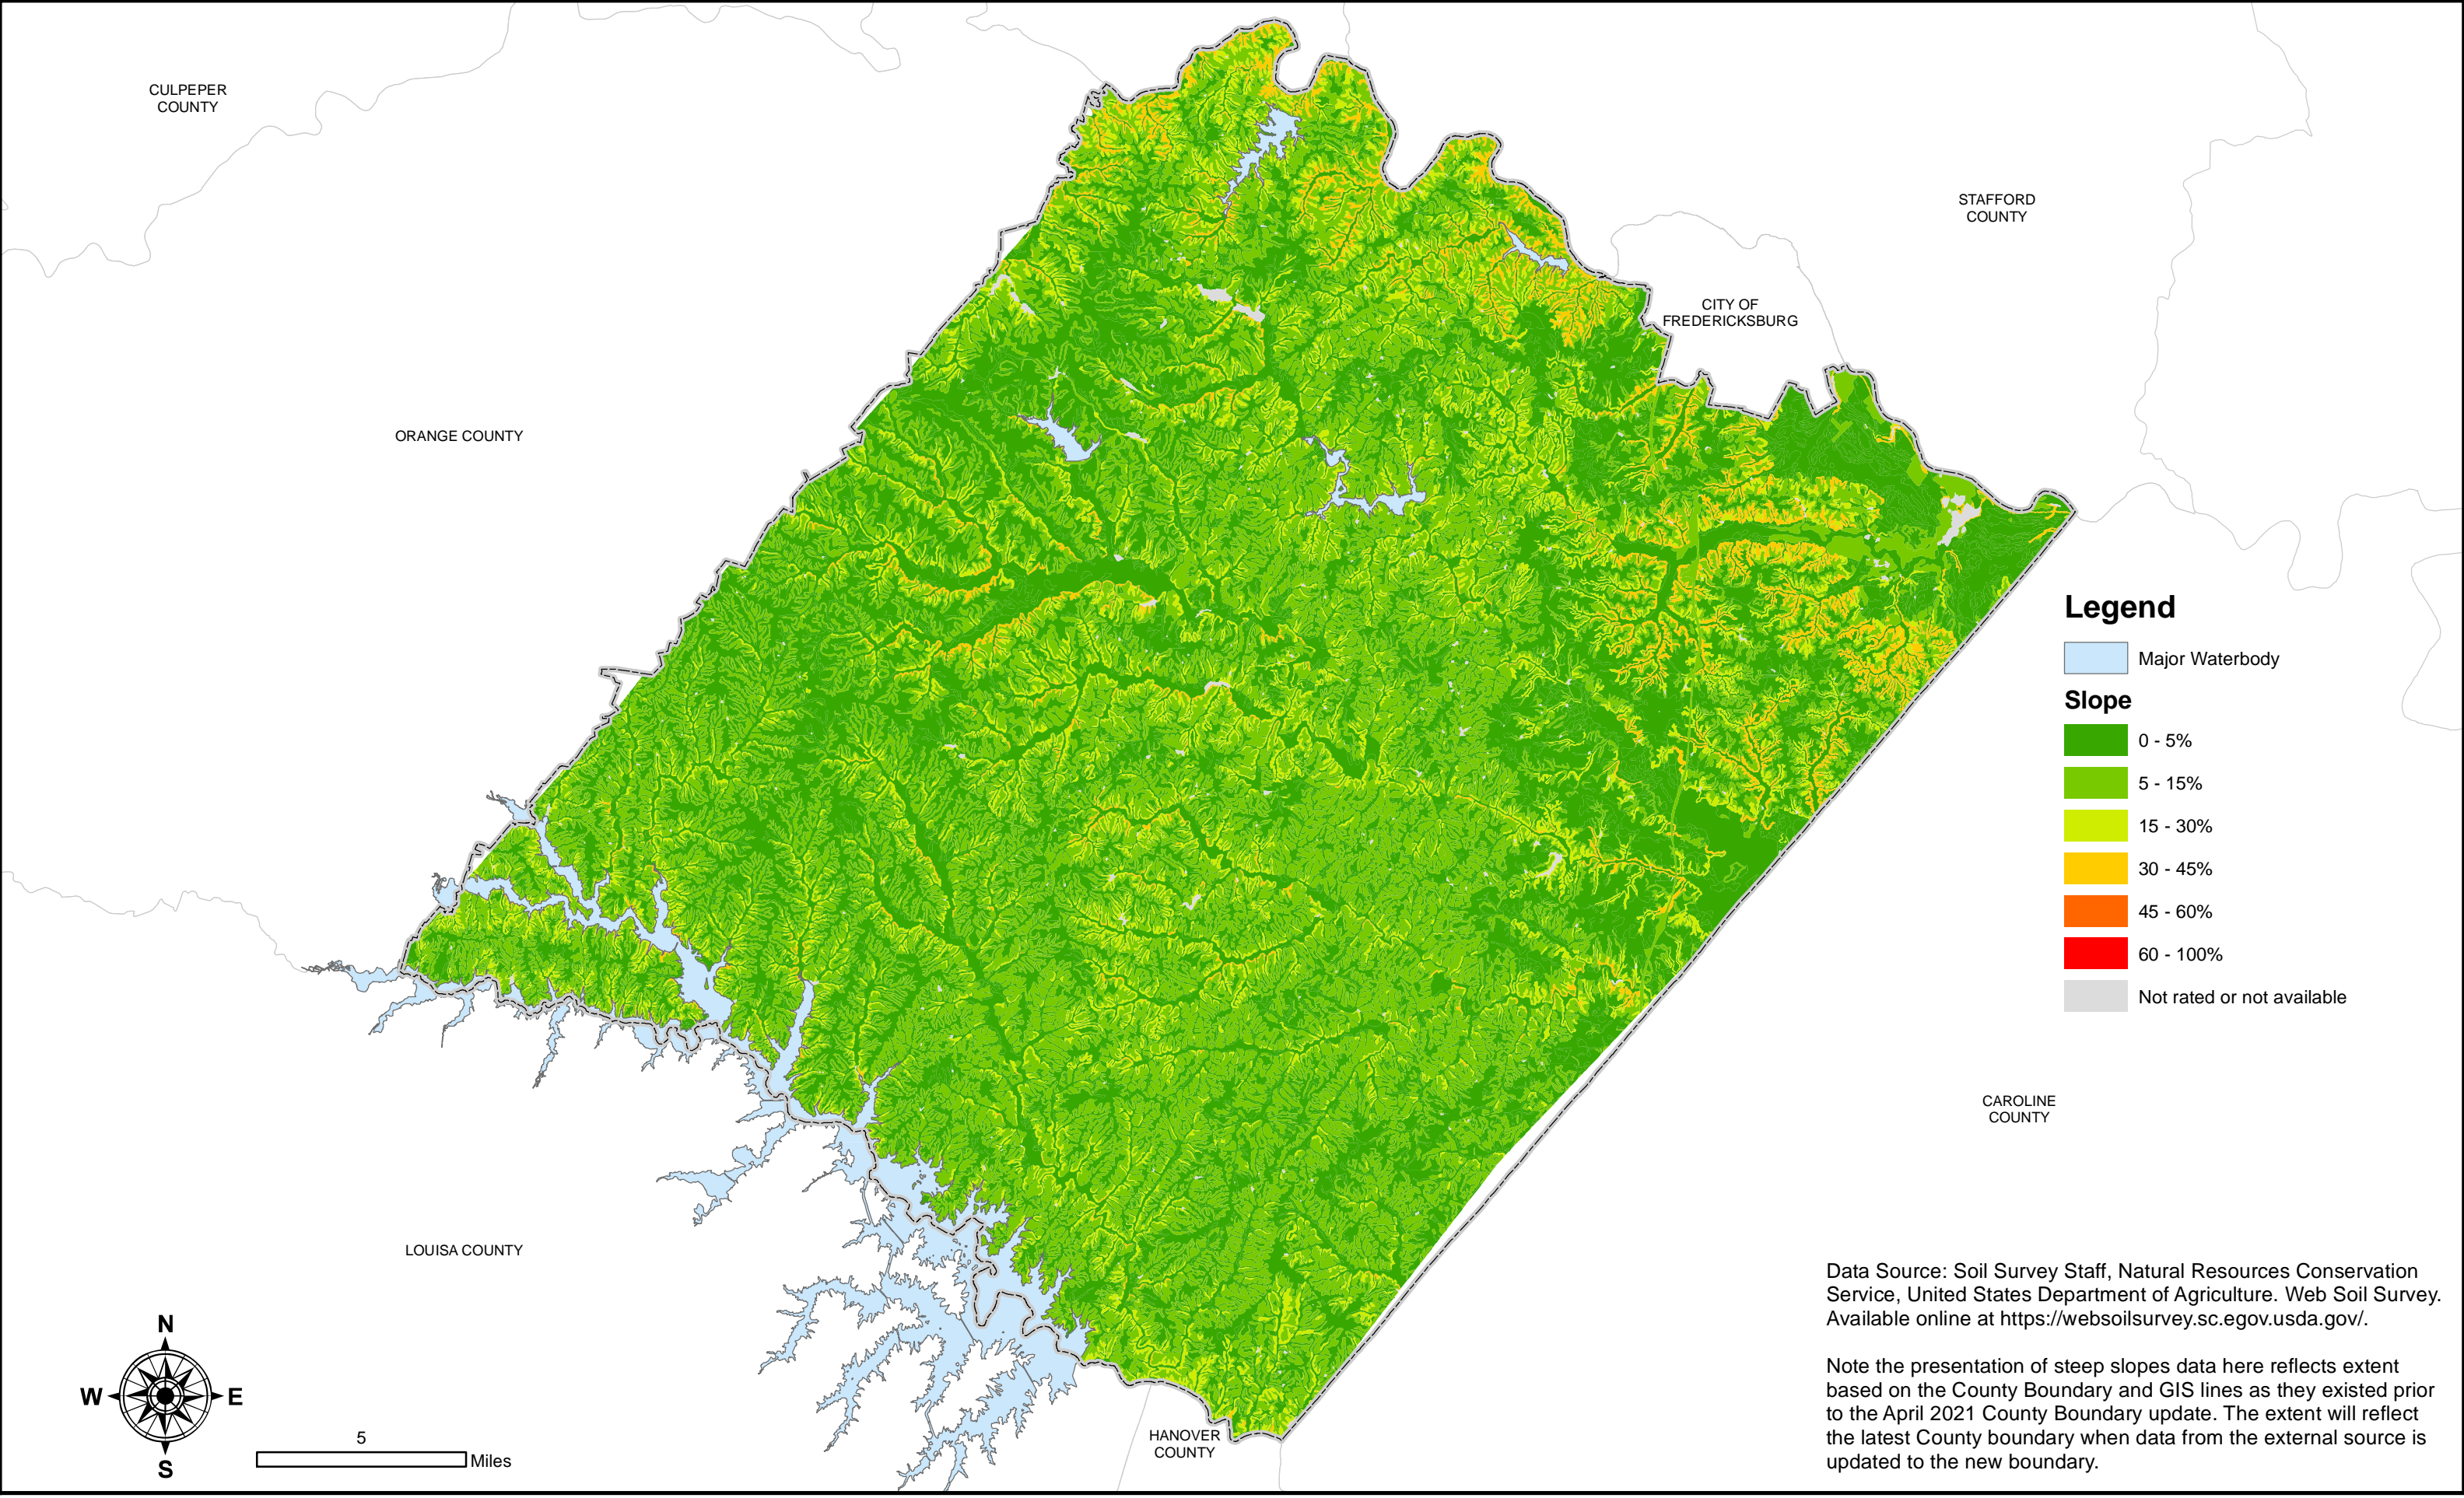 CULPEPER
COUNTY
STAFFORD
COUNTY
CITY OF
FREDERICKSBURG
ORANGE COUNTY
Legend
Major Waterbody
Slope
0 - 5%
5 - 15%
15 - 30%
30 - 45%
45 - 60%
60 - 100%
Not rated or not available
CAROLINE
COUNTY
LOUISA COUNTY
HANOVER
COUNTY
N
W
E
S
5
Miles
Data Source: Soil Survey Staff, Natural Resources Conservation
Service, United States Department of Agriculture. Web Soil Survey.
Available online at https://websoilsurvey.sc.egov.usda.gov/.
Note the presentation of steep slopes data here reflects extent
based on the County Boundary and GIS lines as they existed prior
to the April 2021 County Boundary update. The extent will reflect
the latest County boundary when data from the external source is
updated to the new boundary.